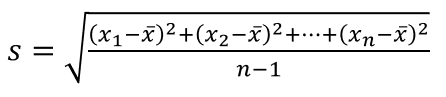 s = √(((x₁−x̄)²+(x₂−x̄)²+⋯+(xₙ−x̄)²)/(n−1))